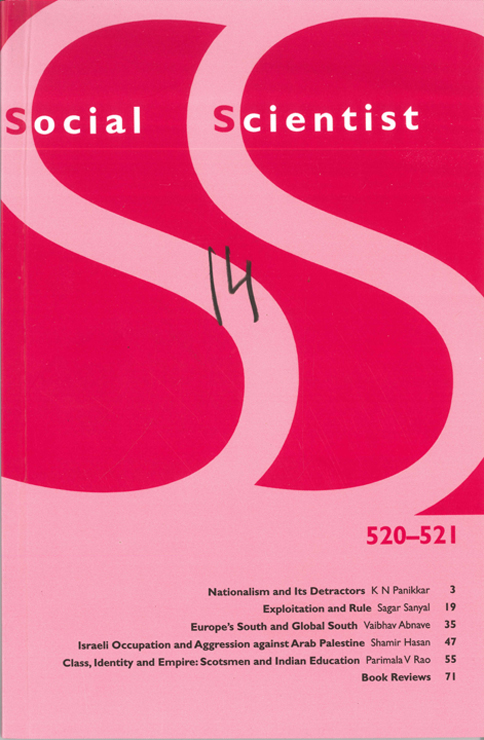 Social Scientist
14
520–521
Nationalism and Its Detractors K N Panikkar 3
Exploitation and Rule Sagar Sanyal 19
Europe's South and Global South Vaibhav Abnave 35
Israeli Occupation and Aggression against Arab Palestine Shamir Hasan 47
Class, Identity and Empire: Scotsmen and Indian Education Parimala V Rao 55
Book Reviews 71